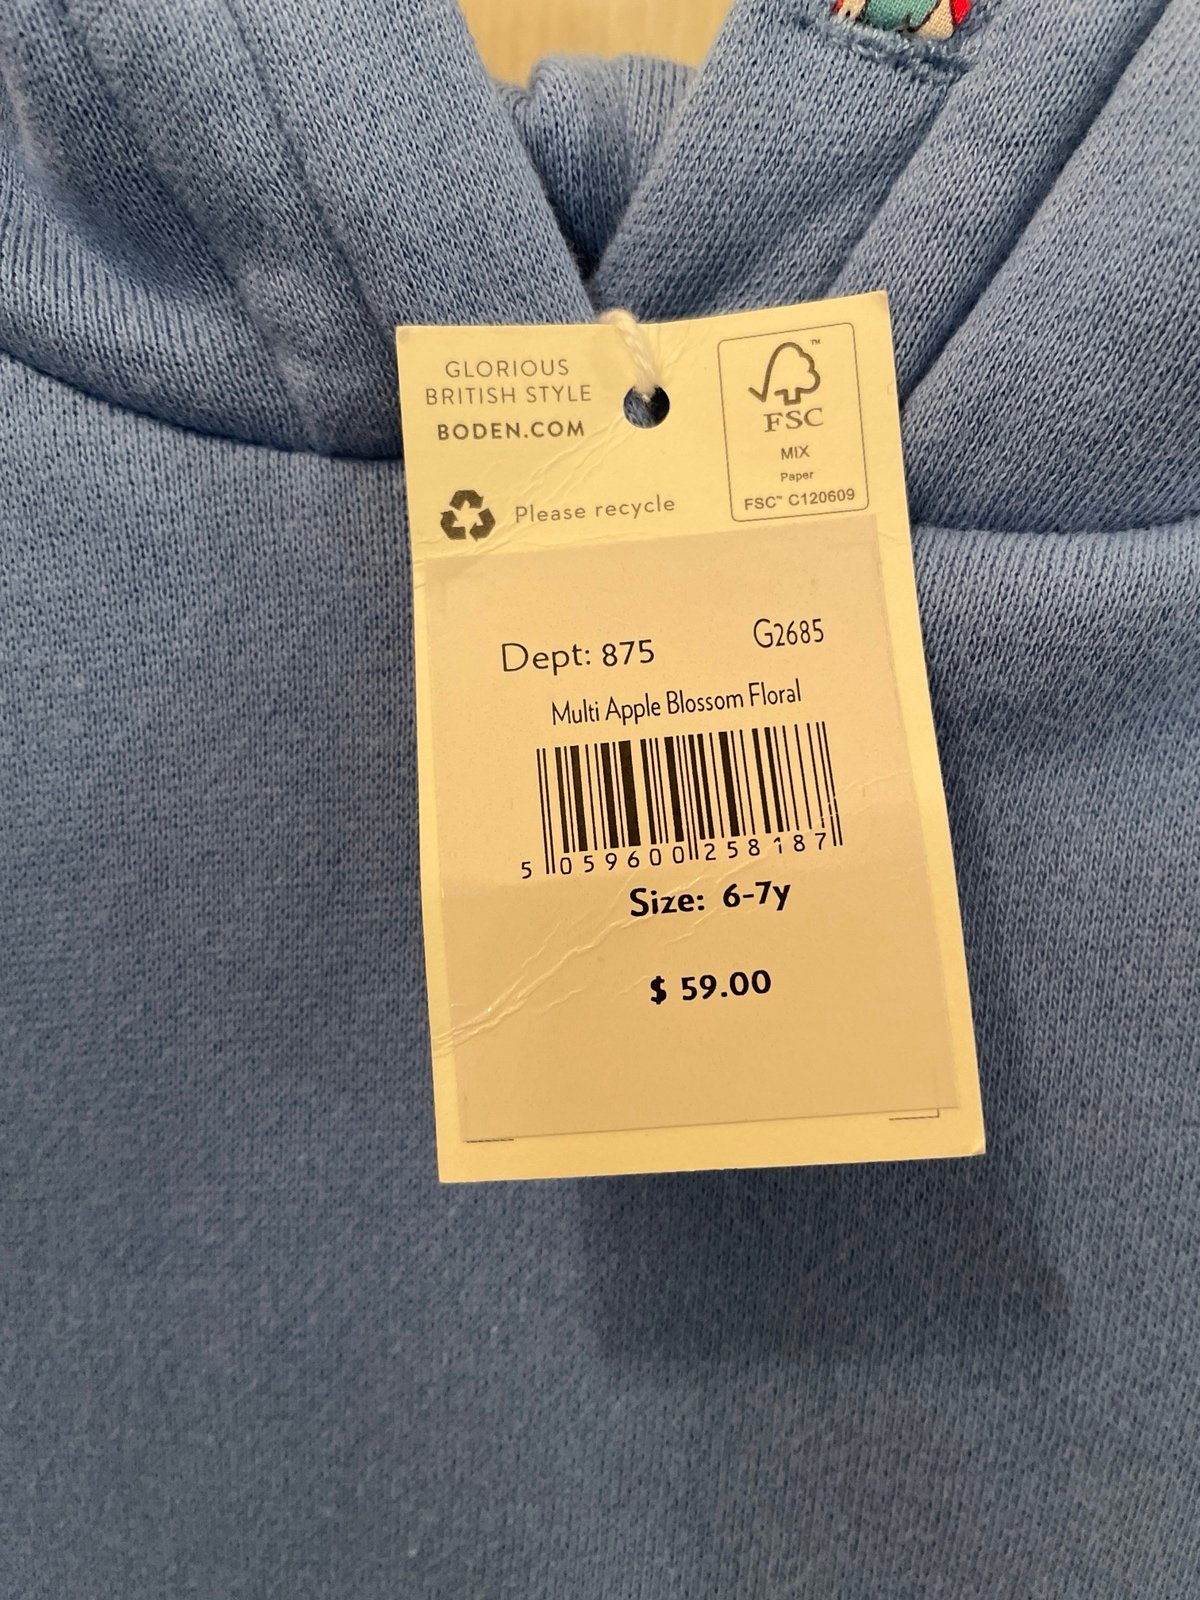 GLORIOUS
BRITISH STYLE
BODEN.COM
Please recycle
™
FSC
MIX
Paper
FSC™ C120609
Dept: 875
G2685
Multi Apple Blossom Floral
5 059600 258187
Size: 6-7y
$ 59.00